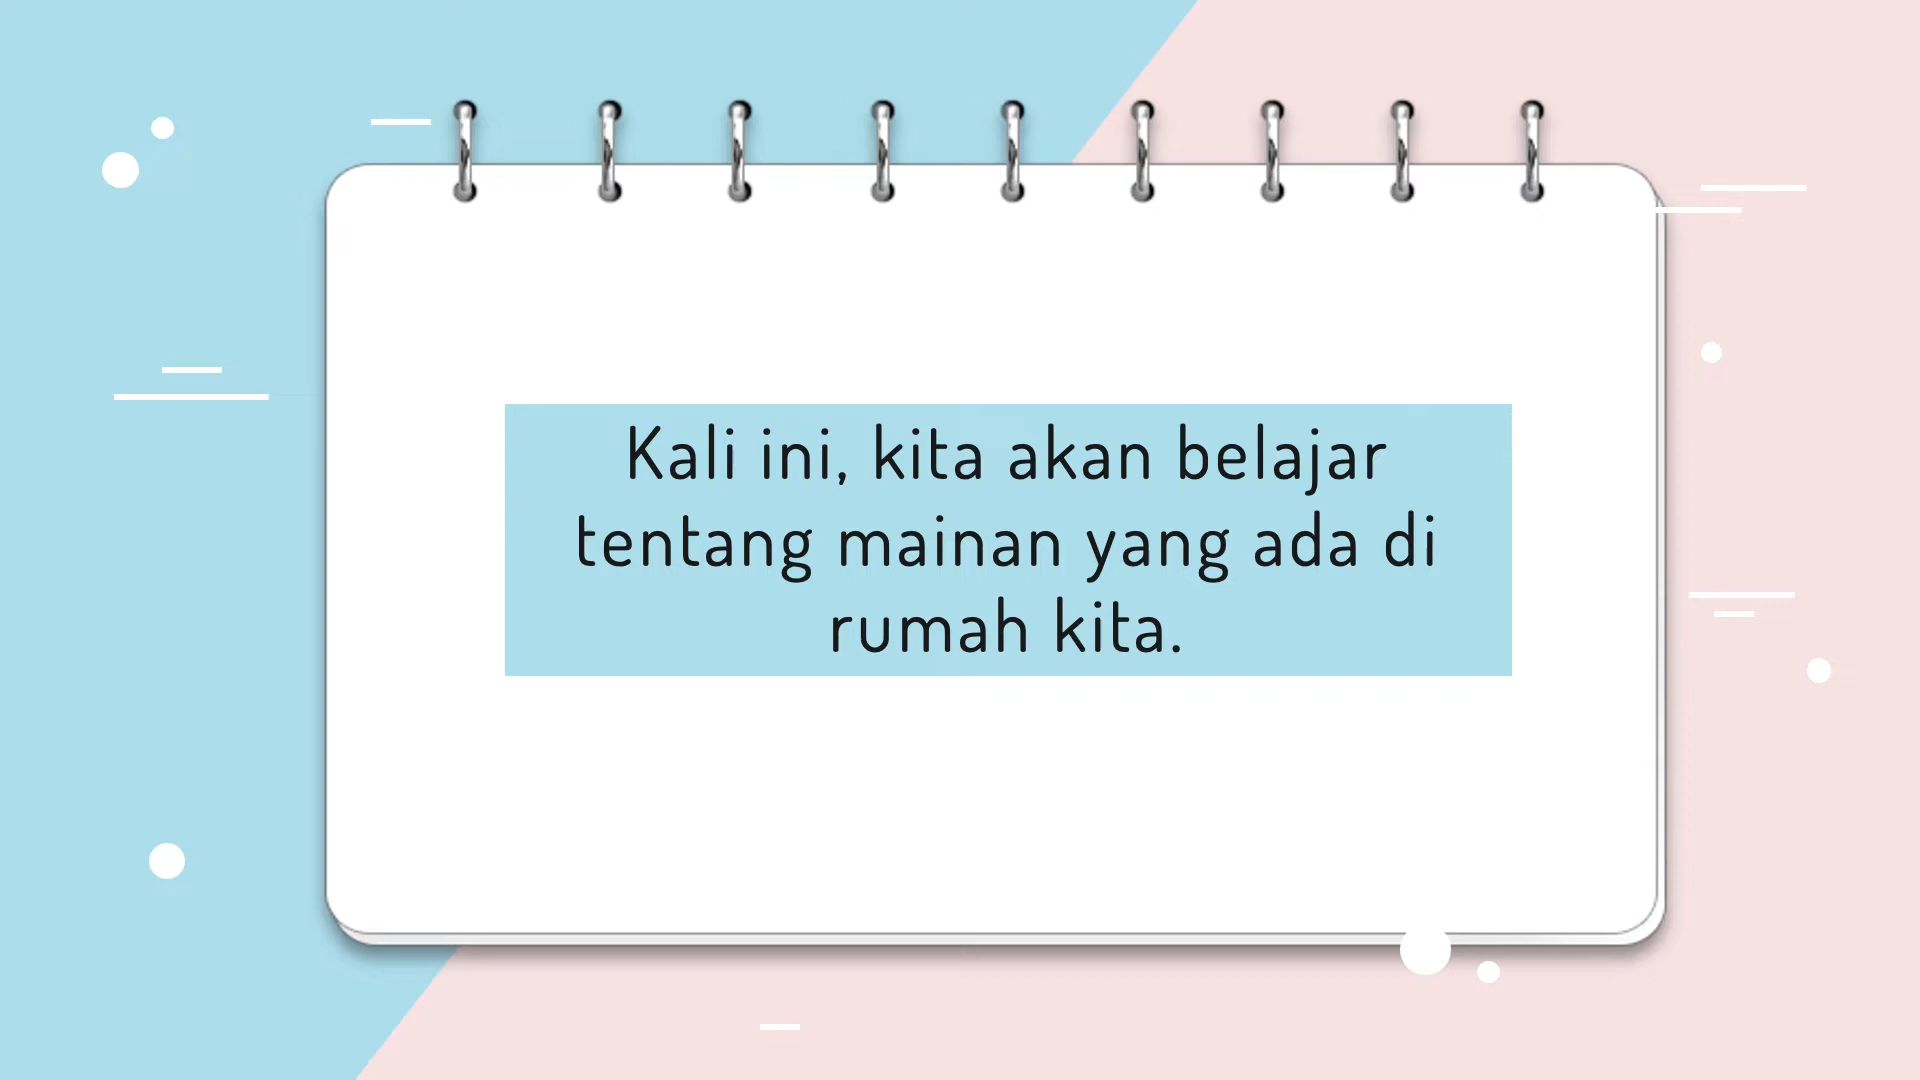 Kali ini, kita akan belajar
tentang mainan yang ada di
rumah kita.